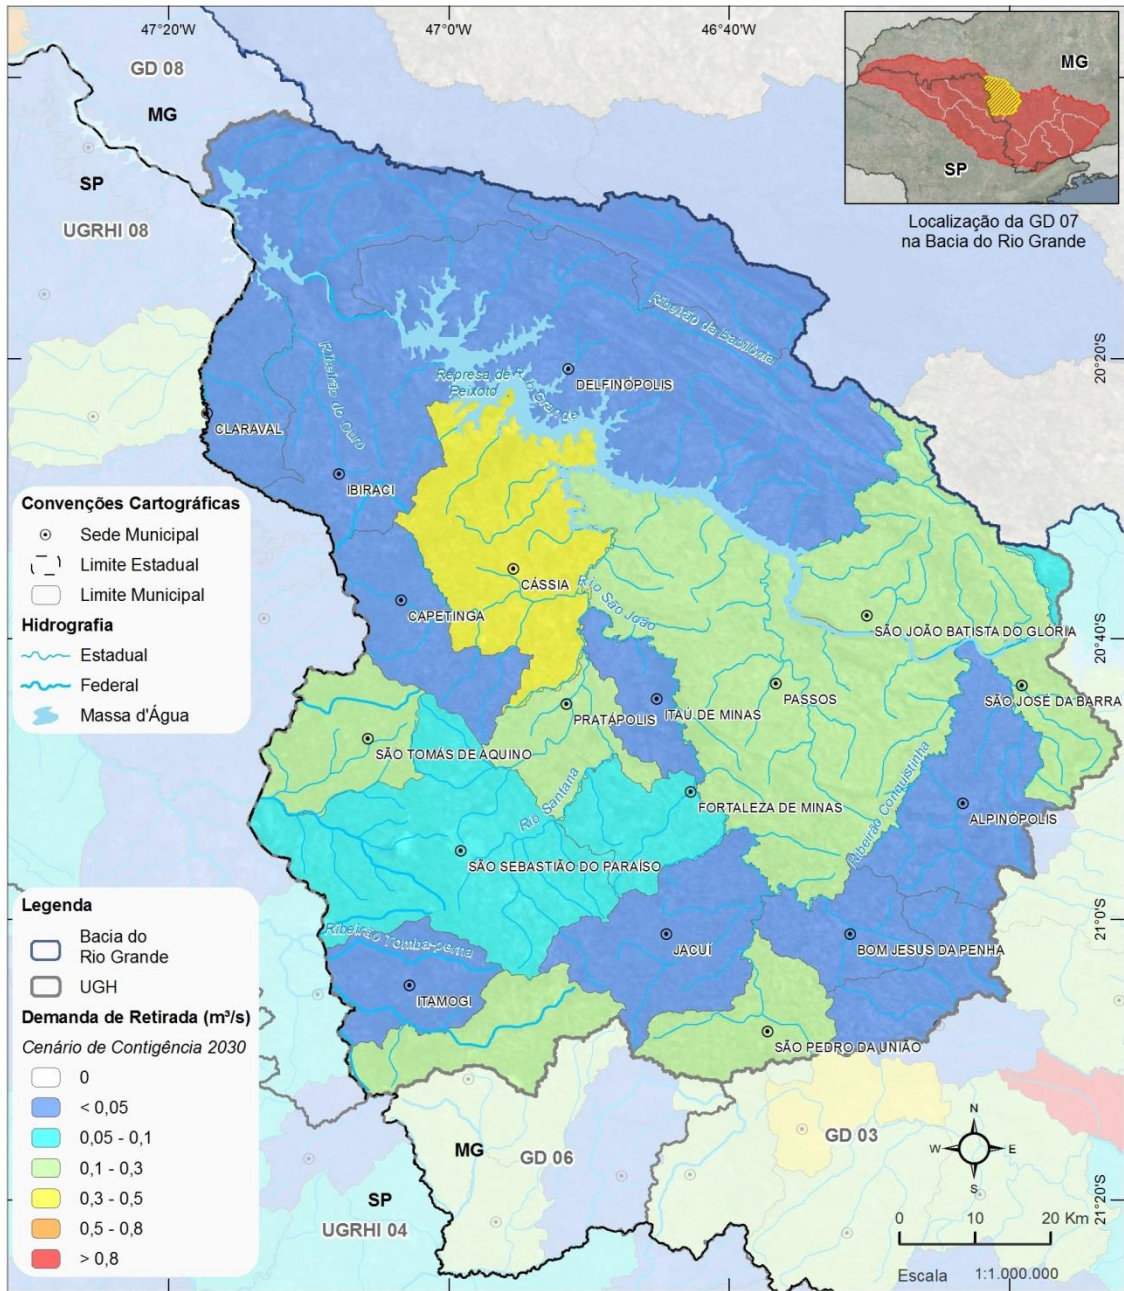 47°20'W
47°0'W
46°40'W
GD 08
MG
SP
UGRHI 08
MG
SP
Localização da GD 07
na Bacia do Rio Grande
Ribeirão da Babilônia
20°20'S
Ribeirão do Ouro
Represa de
Peixoto
Rio Grande
DELFINÓPOLIS
CLARAVAL
IBIRACI
Convenções Cartográficas
Sede Municipal
Limite Estadual
Limite Municipal
Hidrografia
Estadual
Federal
Massa d'Água
CÁSSIA
CAPETINGA
Rio São João
SÃO JOÃO BATISTA DO GLÓRIA
20°40'S
PASSOS
SÃO JOSÉ DA BARRA
ITAÚ DE MINAS
PRATÁPOLIS
SÃO TOMÁS DE AQUINO
FORTALEZA DE MINAS
Rio Santana
Ribeirão Conquistinha
ALPINÓPOLIS
SÃO SEBASTIÃO DO PARAÍSO
Ribeirão Tomba-perna
JACUÍ
BOM JESUS DA PENHA
21°0'S
ITAMOGI
SÃO PEDRO DA UNIÃO
Legenda
Bacia do
Rio Grande
UGH
Demanda de Retirada (m³/s)
Cenário de Contigência 2030
0
< 0,05
0,05 - 0,1
0,1 - 0,3
0,3 - 0,5
0,5 - 0,8
> 0,8
MG
GD 06
GD 03
SP
UGRHI 04
N
W
E
S
21°20'S
0
10
20 Km
Escala
1:1.000.000